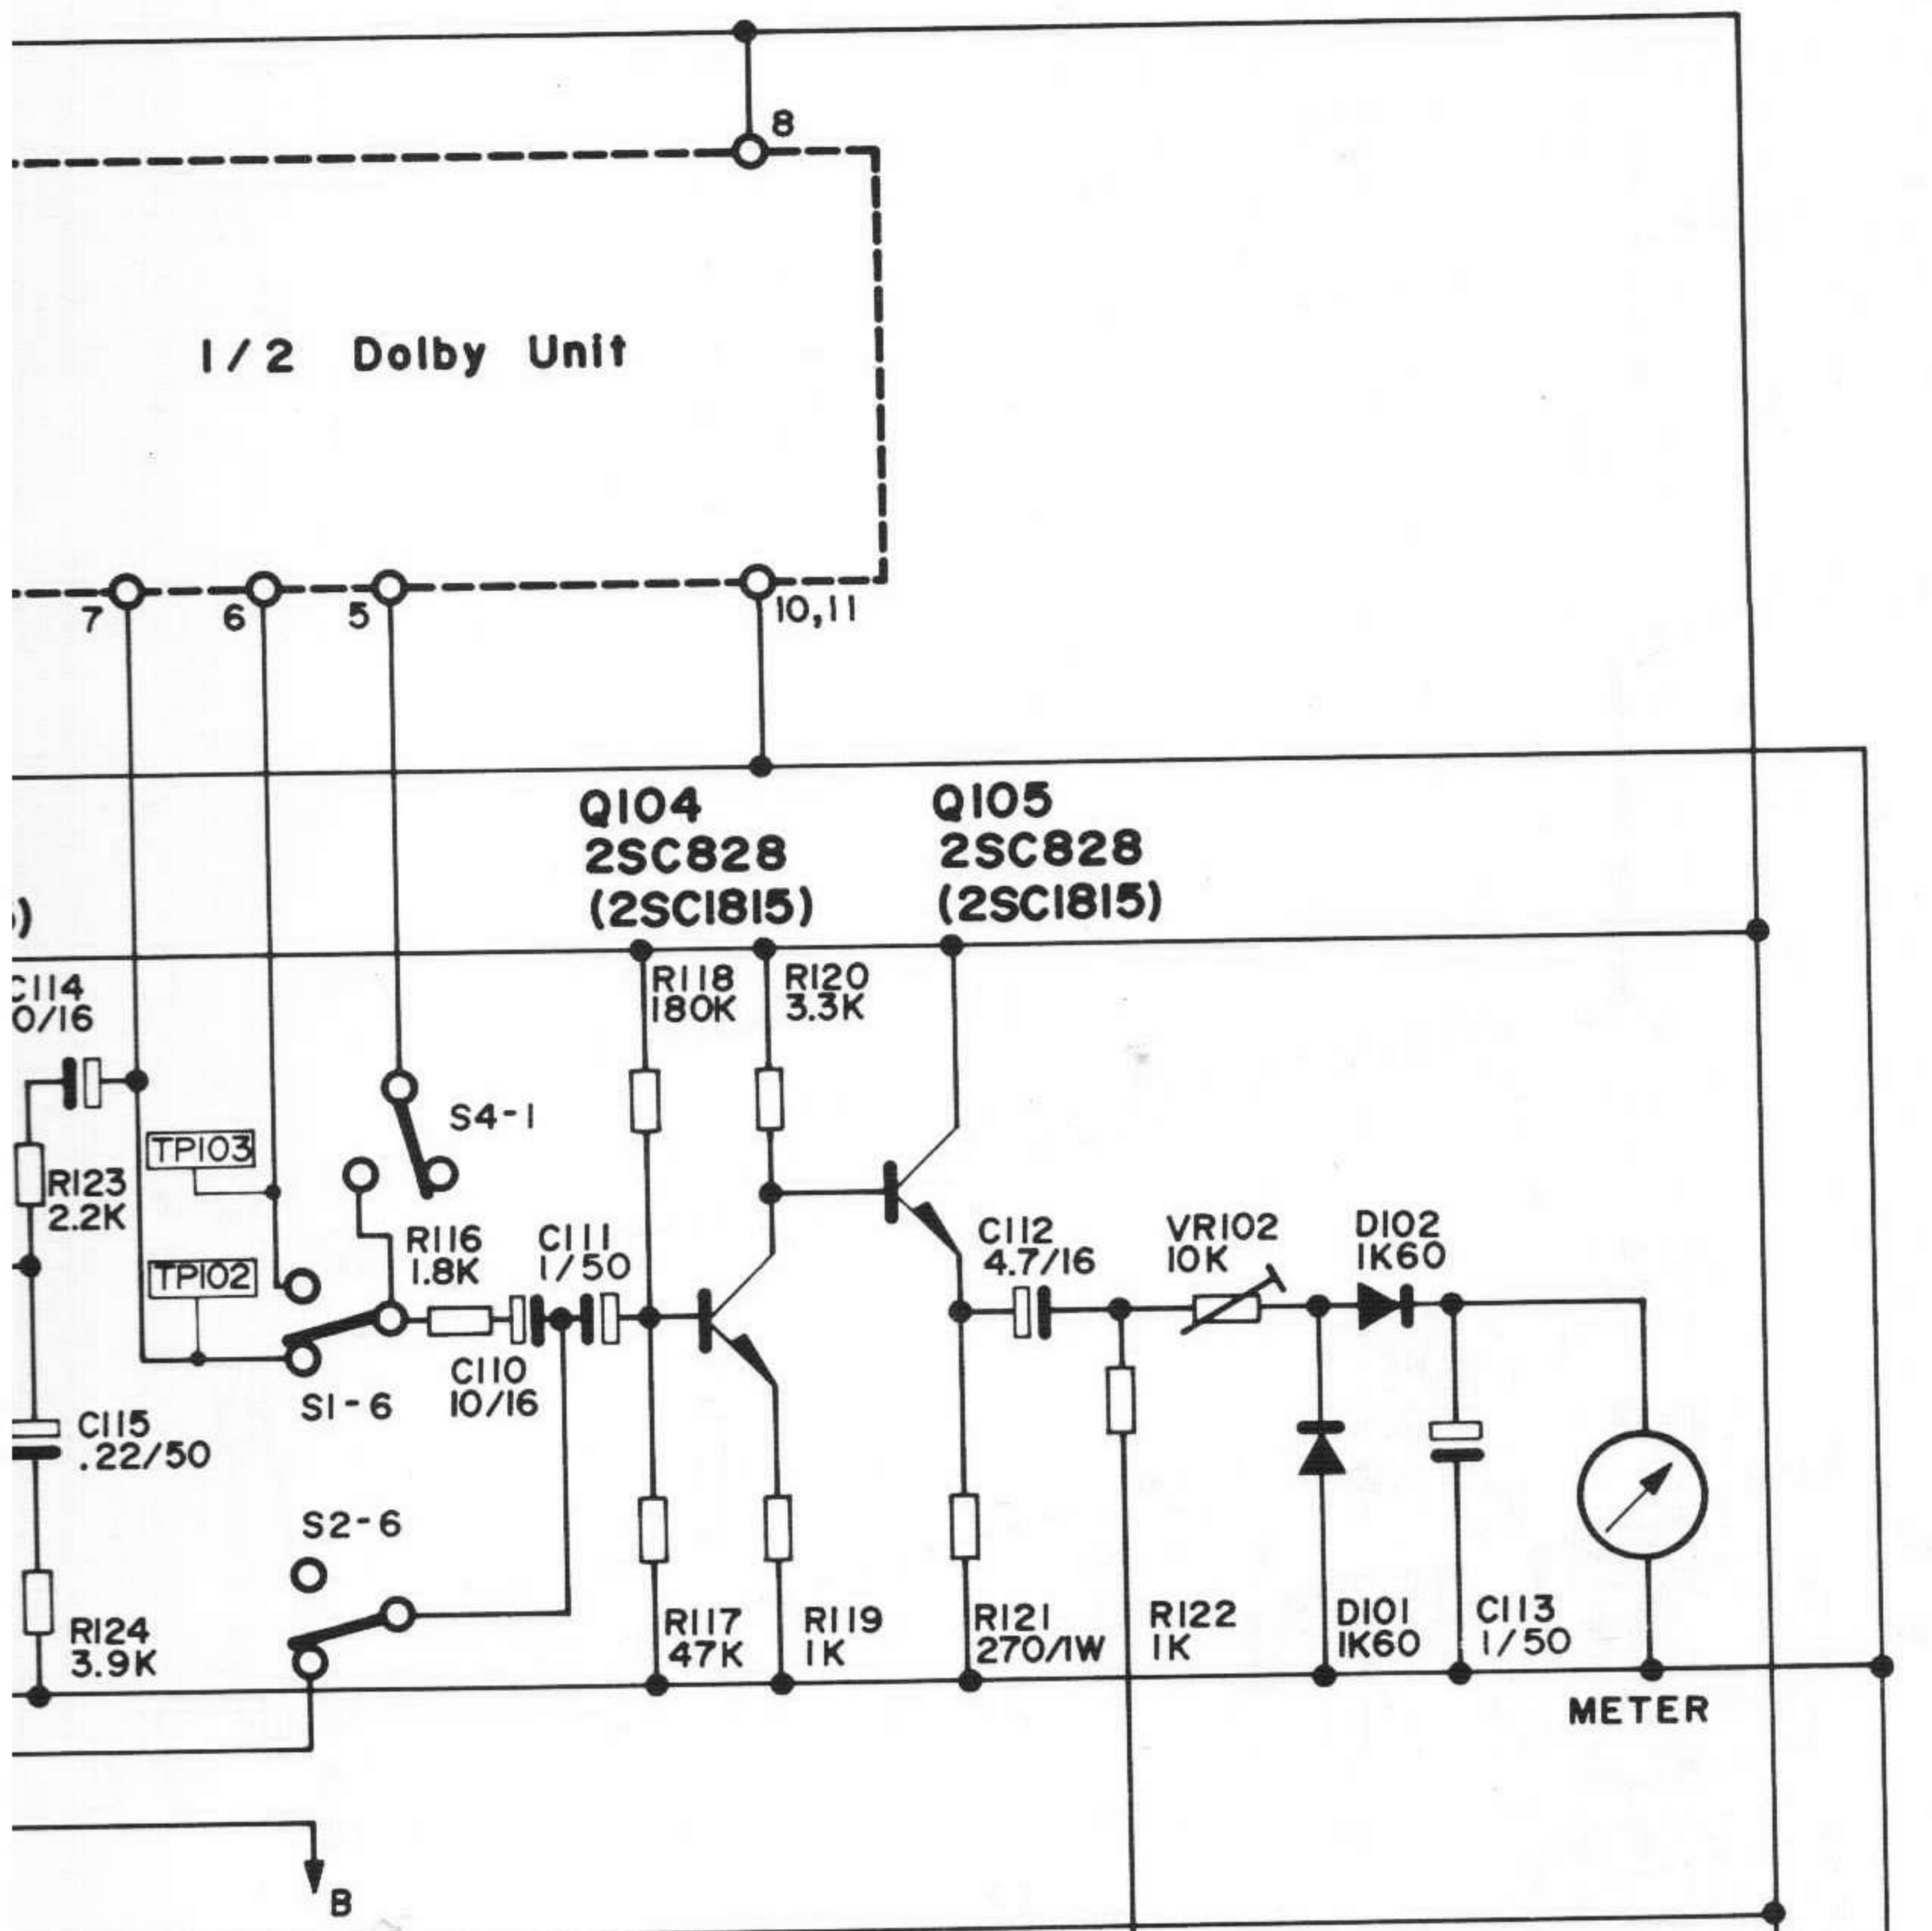 8
1/2 Dolby Unit
7
6
5
10,11
Q104
2SC828
(2SC1815)
Q105
2SC828
(2SC1815)
)
C114
0/16
R118
180K
R120
3.3K
S4-1
TP103
R123
2.2K
R116
1.8K
C111
1/50
C112
4.7/16
VR102
10K
D102
1K60
TP102
C110
10/16
S1-6
C115
.22/50
S2-6
R124
3.9K
R117
47K
R119
1K
R121
270/1W
R122
1K
D101
1K60
C113
1/50
METER
B